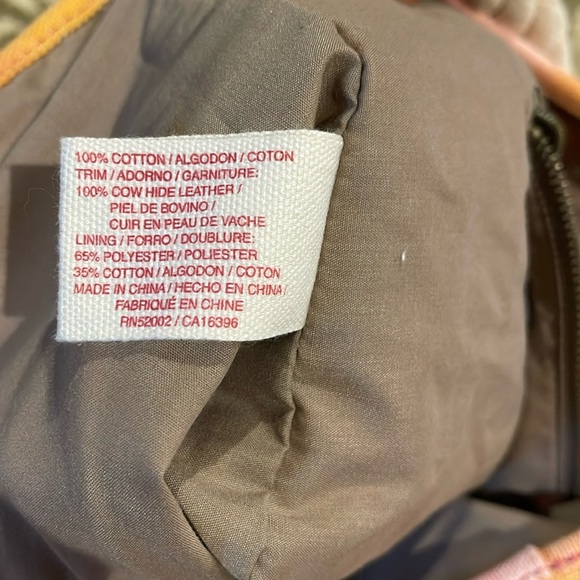 100% COTTON / ALGODON / COTON
TRIM / ADORNO / GARNITURE:
100% COW HIDE LEATHER /
PIEL DE BOVINO /
CUIR EN PEAU DE VACHE
LINING / FORRO / DOUBLURE:
65% POLYESTER / POLYESTER /
35% COTTON / ALGODON / COTON
MADE IN CHINA / HECHO EN CHINA /
FABRIQUÉ EN CHINE
RN52002 / CA16396